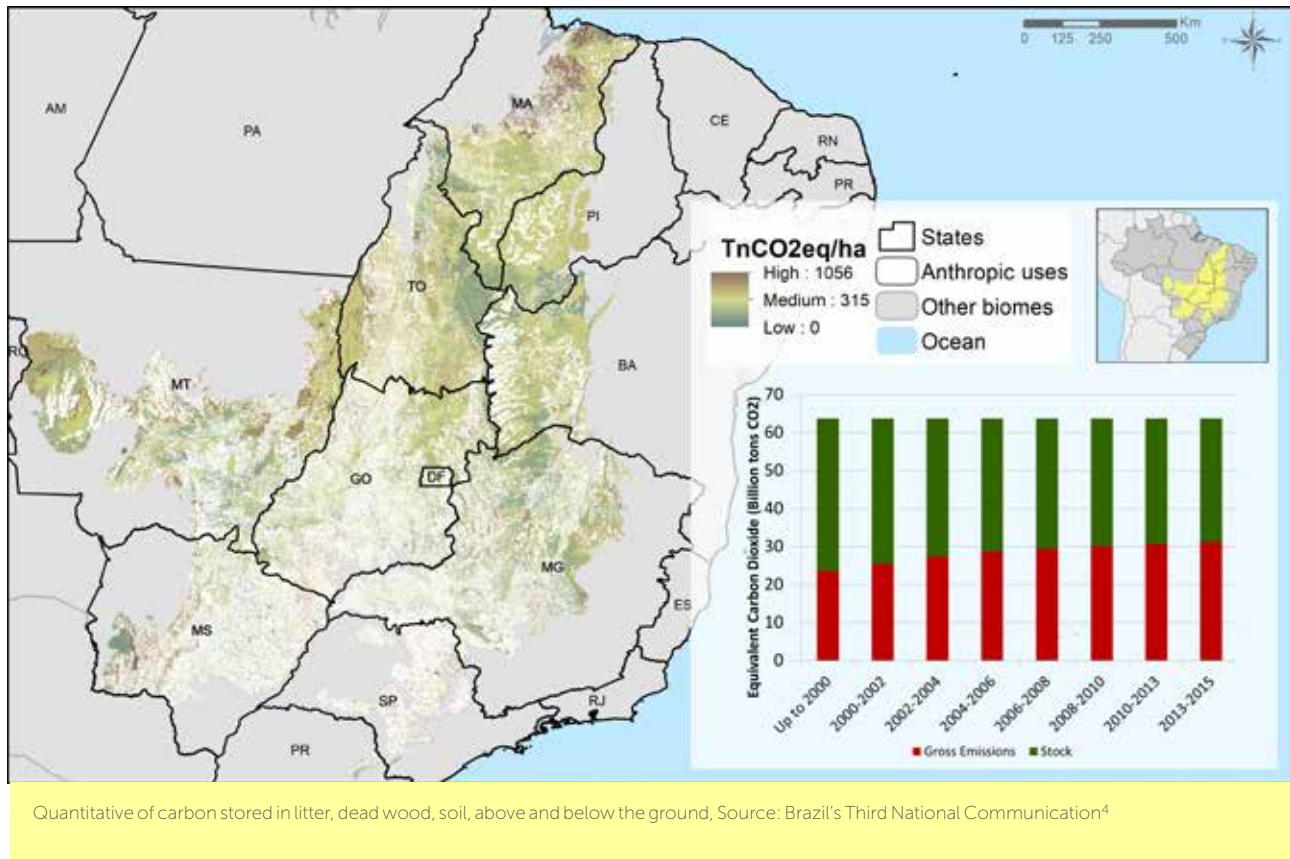 Km
0 125 250 500
AM
PA
MA
CE
RN
PR
PI
TO
RO
MT
BA
GO
DF
MG
ES
MS
SP
RJ
PR
TnCO2eq/ha
High : 1056
Medium : 315
Low : 0
States
Anthropic uses
Other biomes
Ocean
Equivalent Carbon Dioxide (Billion tons CO2)
70
60
50
40
30
20
10
0
Up to 2000
2000-2002
2002-2004
2004-2006
2006-2008
2008-2010
2010-2013
2013-2015
Gross Emissions
Stock
Quantitative of carbon stored in litter, dead wood, soil, above and below the ground, Source: Brazil's Third National Communication⁴